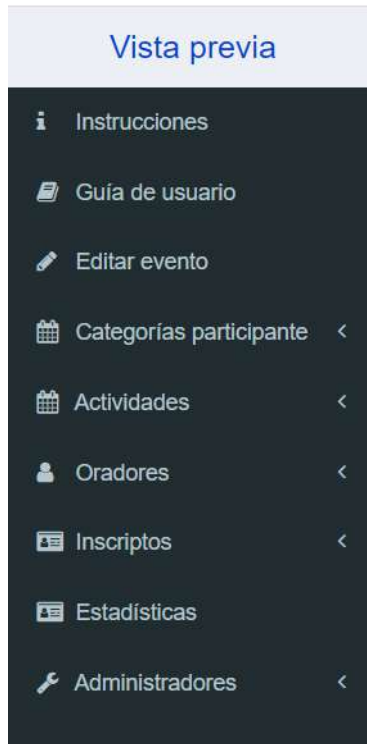 Vista previa
Instrucciones
Guía de usuario
Editar evento
Categorías participante
Actividades
Oradores
Inscriptos
Estadísticas
Administradores